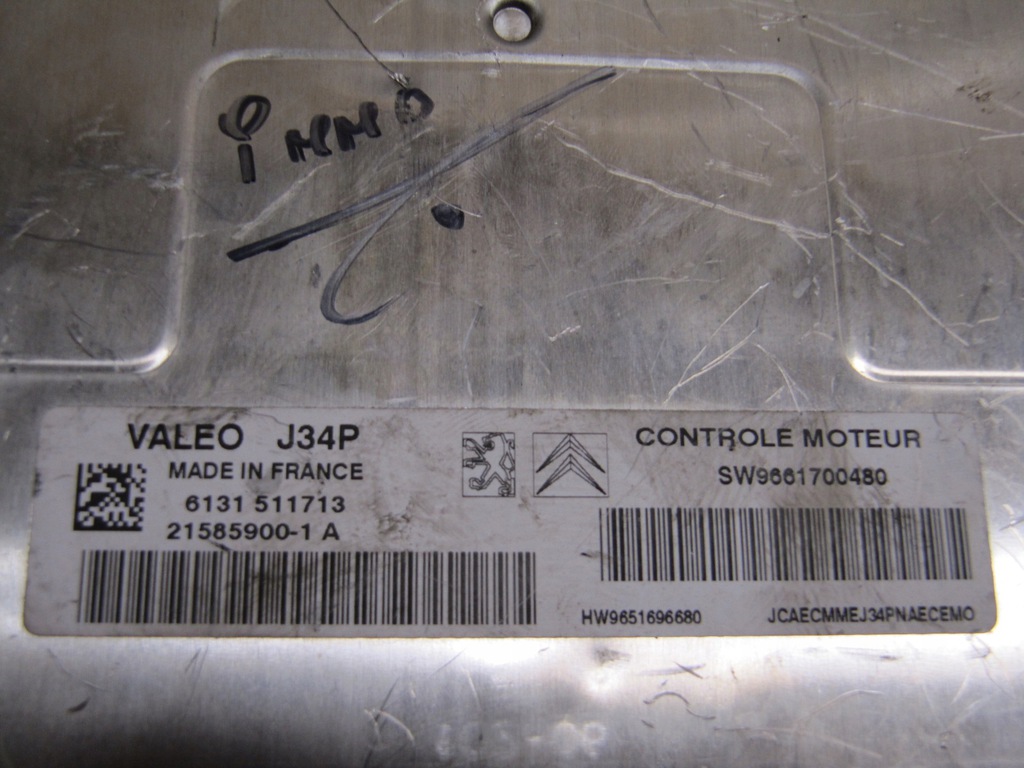 immo
VALEO J34P
MADE IN FRANCE
6131 511713
21585900-1 A
CONTROLE MOTEUR
SW9661700480
HW9651696680 JCAECMMEJ34PNAECEMO